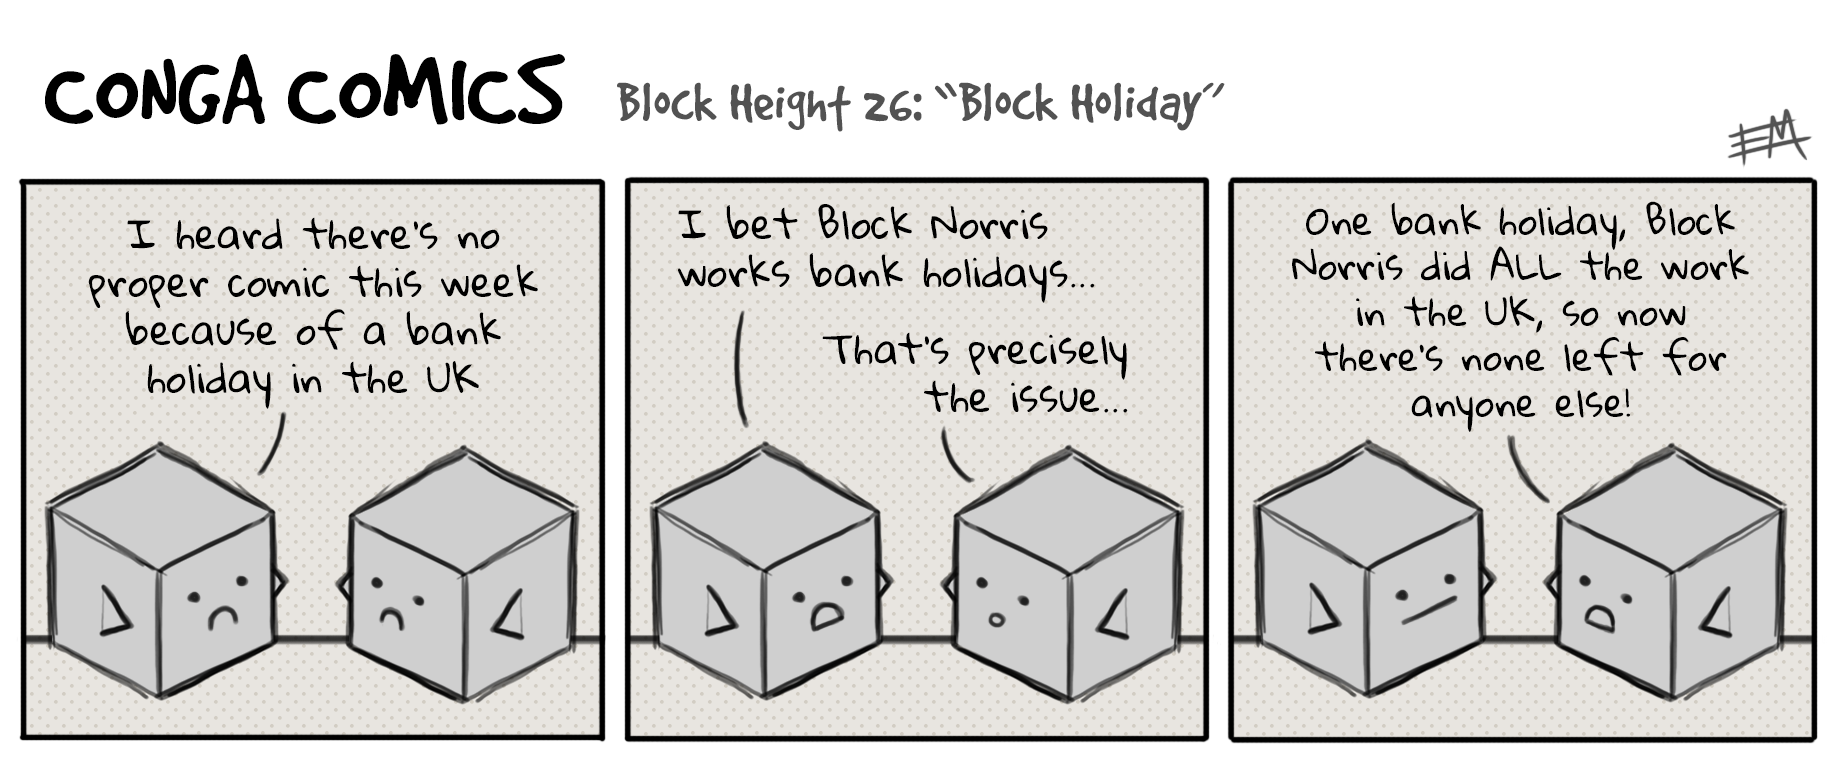 CONGA COMICS
Block Height 26: “Block Holiday”
EM
I heard there's no
proper comic this week
because of a bank
holiday in the UK
I bet Block Norris
works bank holidays...
That's precisely
the issue...
One bank holiday, Block
Norris did ALL the work
in the UK, so now
there's none left for
anyone else!